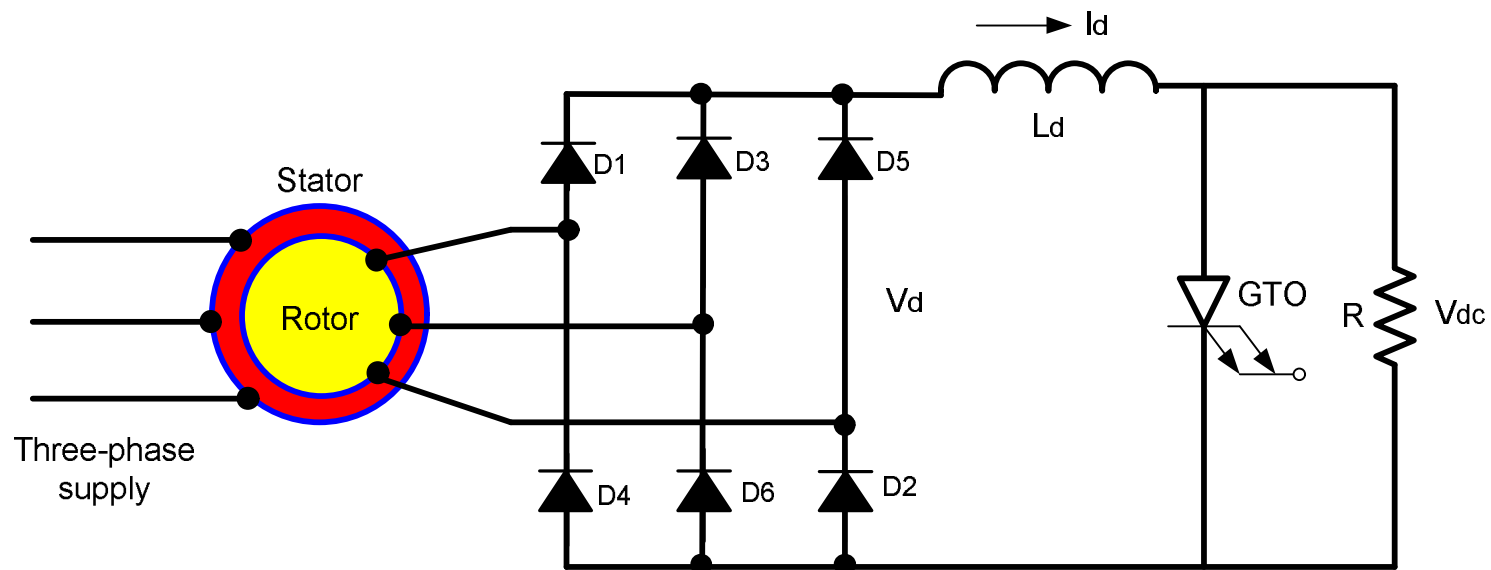 Id
Ld
D1
D3
D5
Stator
Rotor
Vd
GTO
R
Vdc
Three-phase
supply
D4
D6
D2